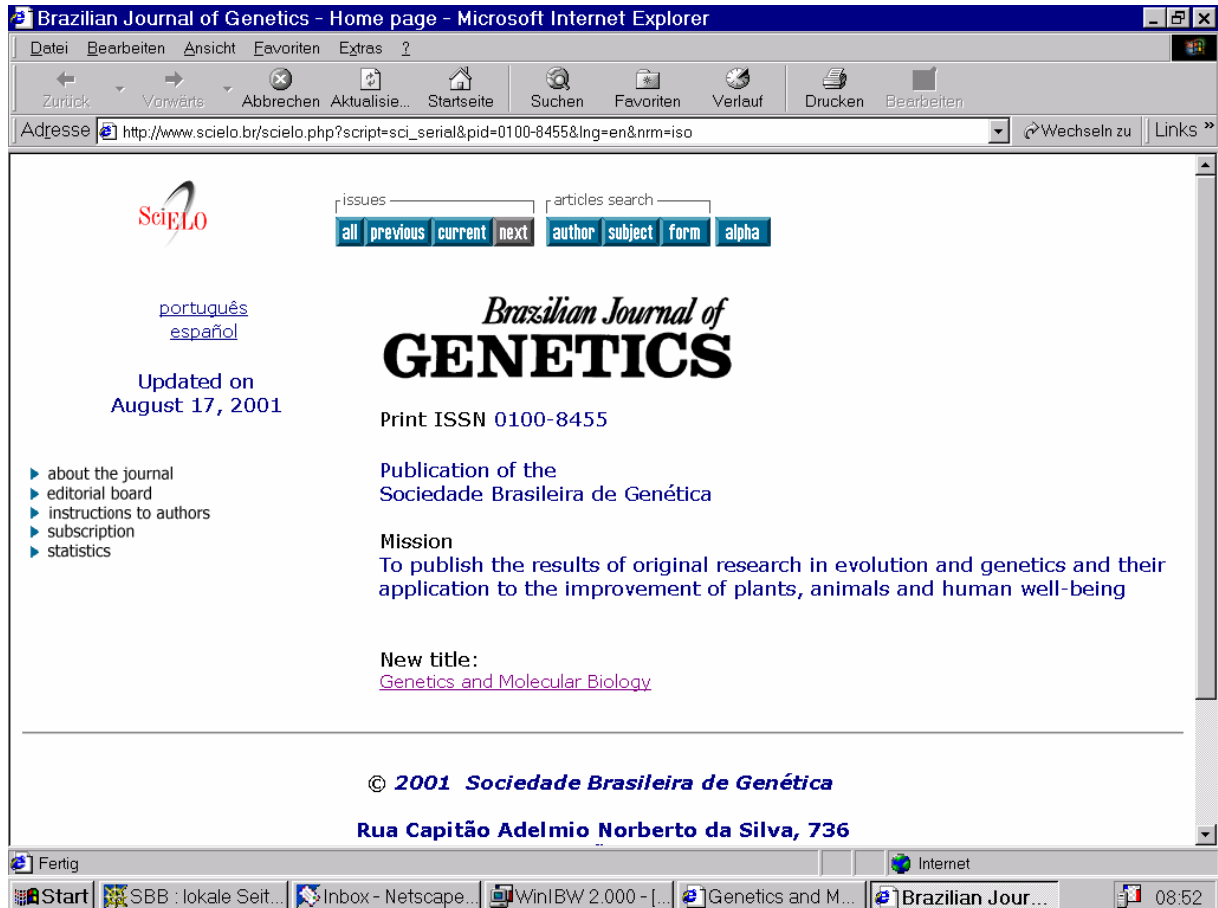 Brazilian Journal of Genetics - Home page - Microsoft Internet Explorer
Datei Bearbeiten Ansicht Favoriten Extras ?
Zurück Vorwärts Abbrechen Aktualisie... Startseite Suchen Favoriten Verlauf Drucken Bearbeiten
Adresse http://www.scielo.br/scielo.php?script=sci_serial&pid=0100-8455&lng=en&nrm=iso Wechseln zu Links »
SciELO
issues articles search
all previous current next author subject form alpha
português
español
Updated on
August 17, 2001
about the journal
editorial board
instructions to authors
subscription
statistics
Brazilian Journal of
GENETICS
Print ISSN 0100-8455
Publication of the
Sociedade Brasileira de Genética
Mission
To publish the results of original research in evolution and genetics and their
application to the improvement of plants, animals and human well-being
New title:
Genetics and Molecular Biology
© 2001 Sociedade Brasileira de Genética
Rua Capitão Adelmio Norberto da Silva, 736
Fertig Internet
Start SBB : lokale Seit... Inbox - Netscape... WinIBW 2.000 - [... Genetics and M... Brazilian Jour... 08:52